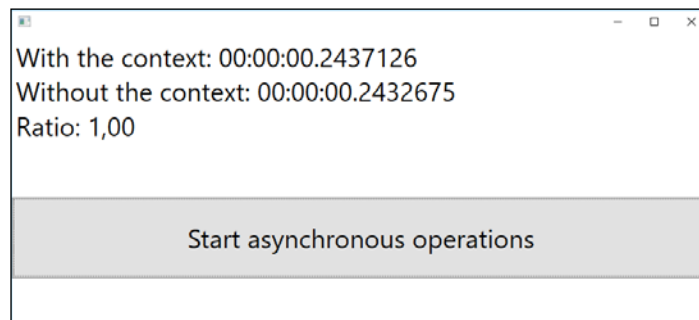 With the context: 00:00:00.2437126
Without the context: 00:00:00.2432675
Ratio: 1,00
Start asynchronous operations